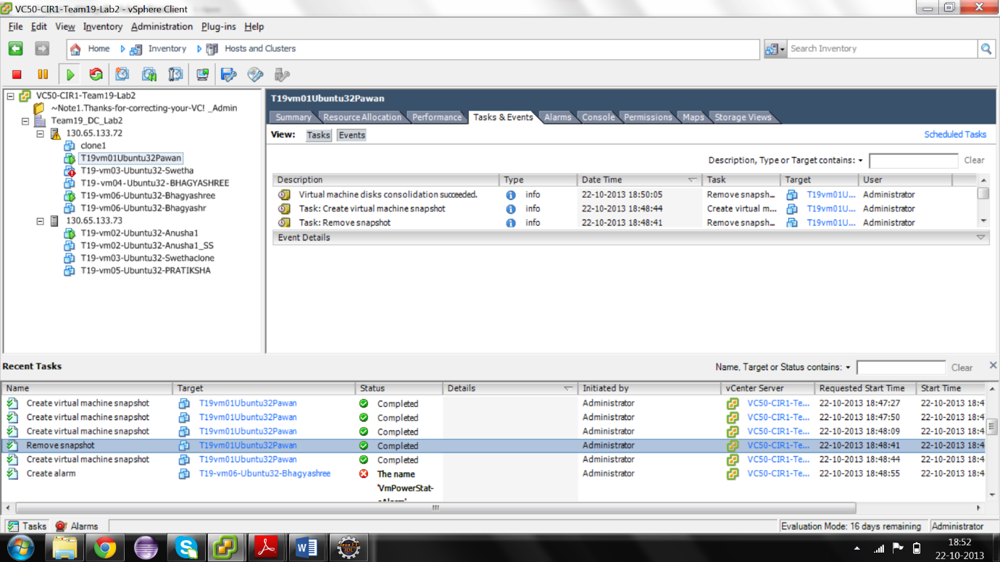 VC50-CIR1-Team19-Lab2 - vSphere Client
File Edit View Inventory Administration Plug-ins Help
Home Inventory Hosts and Clusters Search Inventory
VC50-CIR1-Team19-Lab2
~Note1.Thanks-for-correcting-your-VC! _Admin
Team19_DC_Lab2
130.65.133.72
clone1
T19vm01Ubuntu32Pawan
T19-vm03-Ubuntu32-Swetha
T19-vm04-Ubuntu32-BHAGYASHREE
T19-vm06-Ubuntu32-Bhagyashree
T19-vm06-Ubuntu32-Bhagyashr
130.65.133.73
T19-vm02-Ubuntu32-Anusha1
T19-vm02-Ubuntu32-Anusha1_SS
T19-vm03-Ubuntu32-Swethaclone
T19-vm05-Ubuntu32-PRATIKSHA
T19vm01Ubuntu32Pawan
Summary Resource Allocation Performance Tasks & Events Alarms Console Permissions Maps Storage Views
View: Tasks Events Scheduled Tasks
Description, Type or Target contains: Clear
Description Type Date Time Task Target User
Virtual machine disks consolidation succeeded. info 22-10-2013 18:50:05 Remove snapsh... T19vm01U... Administrator
Task: Create virtual machine snapshot info 22-10-2013 18:48:44 Create virtual m... T19vm01U... Administrator
Task: Remove snapshot info 22-10-2013 18:48:41 Remove snapsh... T19vm01U... Administrator
Event Details
Recent Tasks Name, Target or Status contains: Clear
Name Target Status Details Initiated by vCenter Server Requested Start Time Start Time
Create virtual machine snapshot T19vm01Ubuntu32Pawan Completed Administrator VC50-CIR1-Te... 22-10-2013 18:47:27 22-10-2013 18:4
Create virtual machine snapshot T19vm01Ubuntu32Pawan Completed Administrator VC50-CIR1-Te... 22-10-2013 18:47:50 22-10-2013 18:4
Create virtual machine snapshot T19vm01Ubuntu32Pawan Completed Administrator VC50-CIR1-Te... 22-10-2013 18:48:09 22-10-2013 18:4
Remove snapshot T19vm01Ubuntu32Pawan Completed Administrator VC50-CIR1-Te... 22-10-2013 18:48:41 22-10-2013 18:4
Create virtual machine snapshot T19vm01Ubuntu32Pawan Completed Administrator VC50-CIR1-Te... 22-10-2013 18:48:44 22-10-2013 18:4
Create alarm T19-vm06-Ubuntu32-Bhagyashree The name Administrator VC50-CIR1-Te... 22-10-2013 18:48:55 22-10-2013 18:4
'VmPowerStat-
Tasks Alarms Evaluation Mode: 16 days remaining Administrator
Java EE
IDE
18:52
22-10-2013